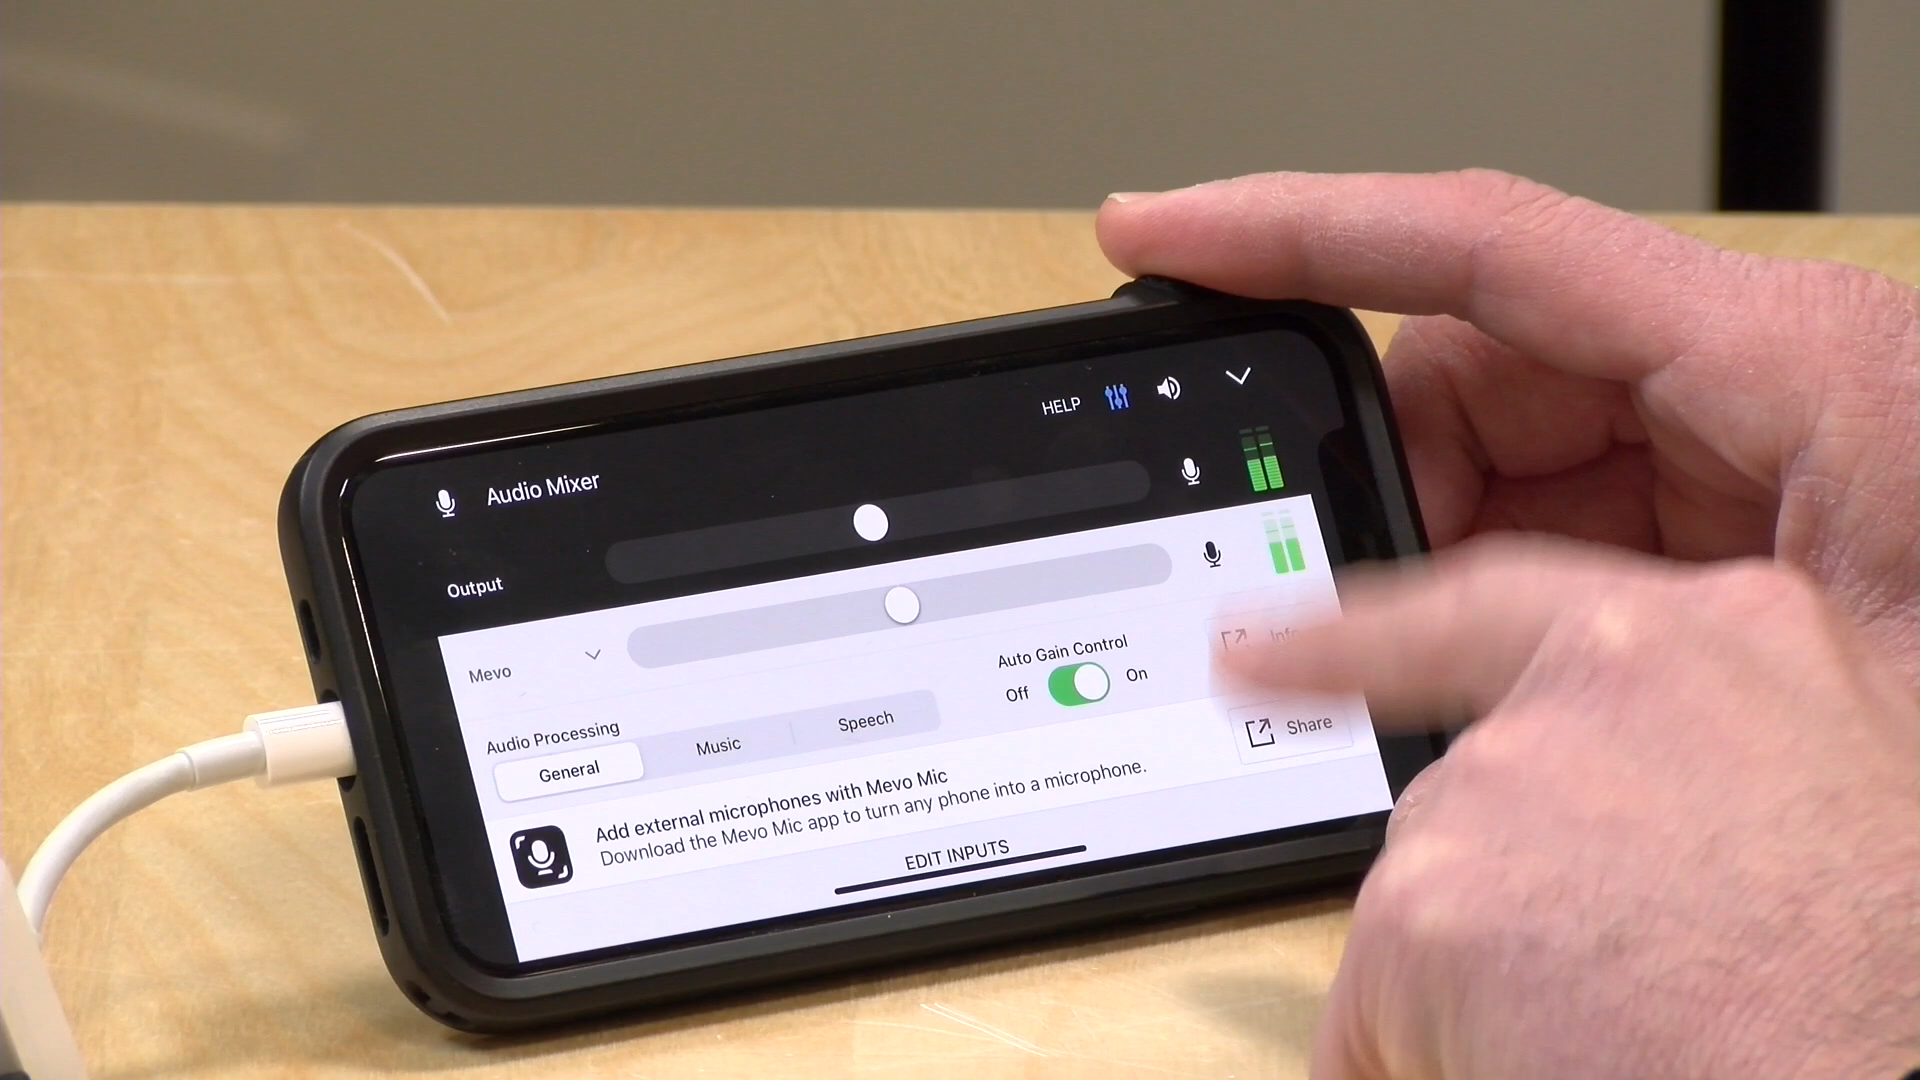 HELP
Audio Mixer
Output
Mevo
Auto Gain Control
Off
On
Info
Audio Processing
General
Music
Speech
Share
Add external microphones with Mevo Mic
Download the Mevo Mic app to turn any phone into a microphone.
EDIT INPUTS